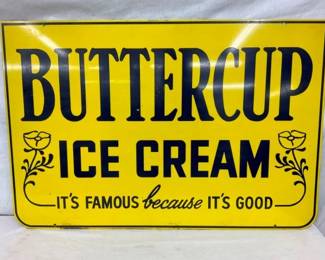 BUTTERCUP
ICE CREAM
IT'S FAMOUS because IT'S GOOD